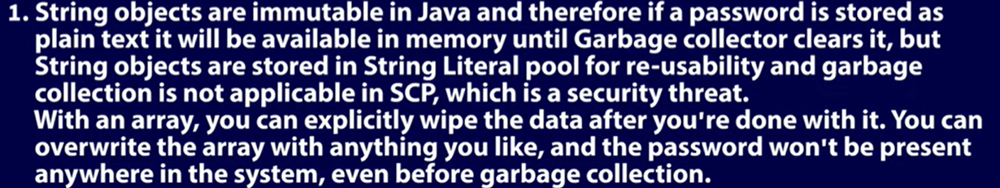 1. String objects are immutable in Java and therefore if a password is stored as
plain text it will be available in memory until Garbage collector clears it, but
String objects are stored in String Literal pool for re-usability and garbage
collection is not applicable in SCP, which is a security threat.
With an array, you can explicitly wipe the data after you're done with it. You can
overwrite the array with anything you like, and the password won't be present
anywhere in the system, even before garbage collection.